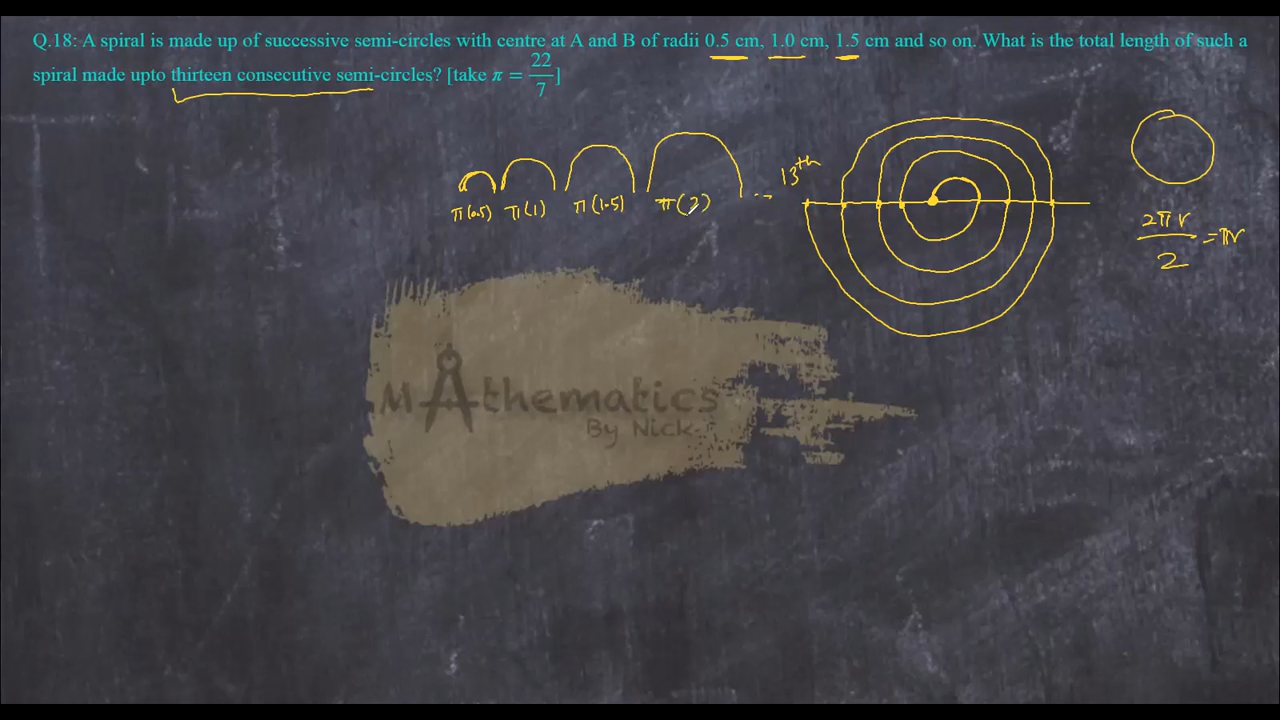 Q.18: A spiral is made up of successive semi-circles with centre at A and B of radii 0.5 cm, 1.0 cm, 1.5 cm and so on. What is the total length of such a
spiral made upto thirteen consecutive semi-circles? [take π = 22/7]
π(0.5) π(1) π(1.5) π(2) ... 13th
2πr/2 = πr
MAthematics
By Nick